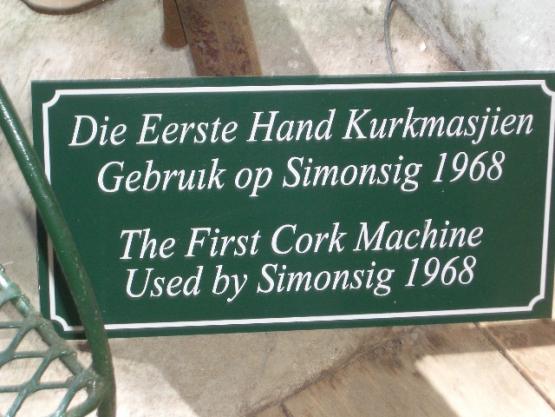 Die Eerste Hand Kurkmasjien
Gebruik op Simonsig 1968
The First Cork Machine
Used by Simonsig 1968